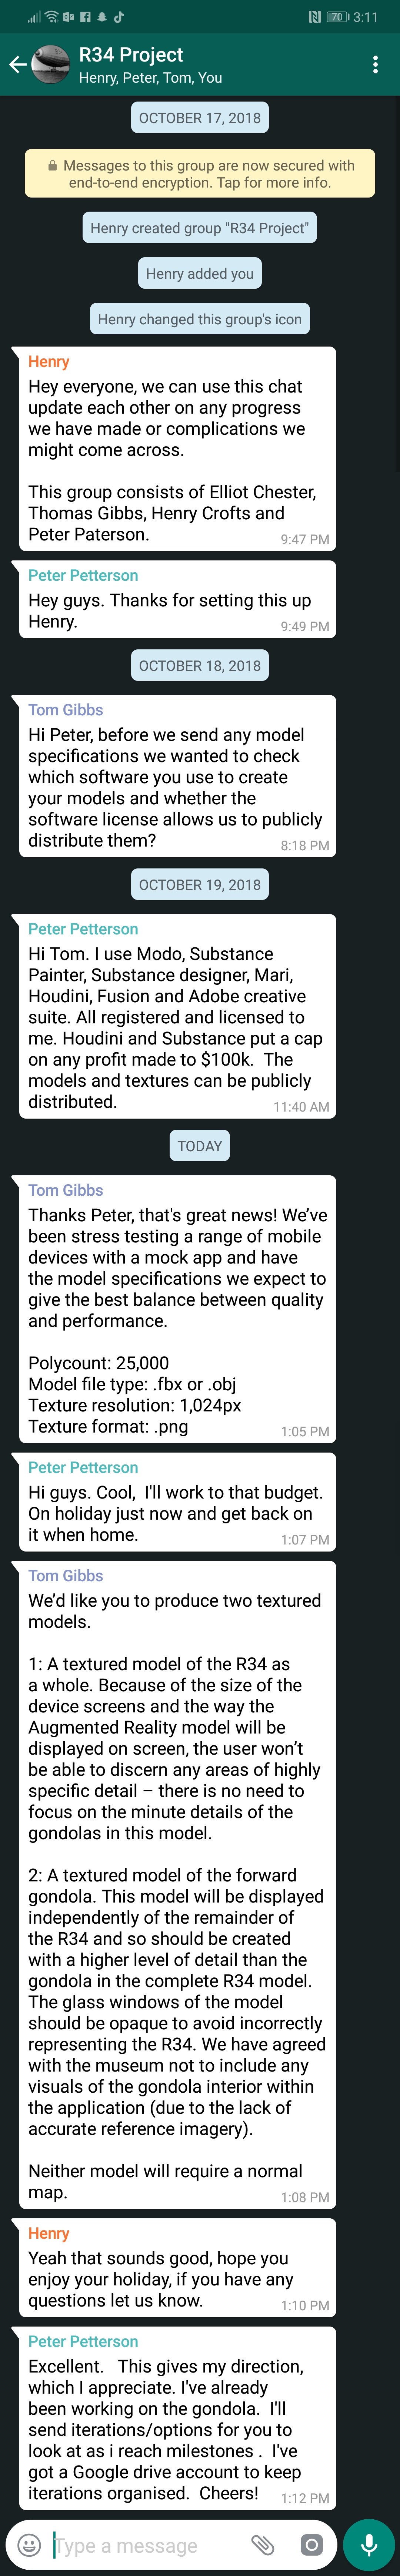 70 3:11
R34 Project
Henry, Peter, Tom, You
OCTOBER 17, 2018
Messages to this group are now secured with
end-to-end encryption. Tap for more info.
Henry created group "R34 Project"
Henry added you
Henry changed this group's icon
Henry
Hey everyone, we can use this chat
update each other on any progress
we have made or complications we
might come across.
This group consists of Elliot Chester,
Thomas Gibbs, Henry Crofts and
Peter Paterson.
9:47 PM
Peter Petterson
Hey guys. Thanks for setting this up
Henry.
9:49 PM
OCTOBER 18, 2018
Tom Gibbs
Hi Peter, before we send any model
specifications we wanted to check
which software you use to create
your models and whether the
software license allows us to publicly
distribute them?
8:18 PM
OCTOBER 19, 2018
Peter Petterson
Hi Tom. I use Modo, Substance
Painter, Substance designer, Mari,
Houdini, Fusion and Adobe creative
suite. All registered and licensed to
me. Houdini and Substance put a cap
on any profit made to $100k.  The
models and textures can be publicly
distributed.
11:40 AM
TODAY
Tom Gibbs
Thanks Peter, that's great news! We've
been stress testing a range of mobile
devices with a mock app and have
the model specifications we expect to
give the best balance between quality
and performance.
Polycount: 25,000
Model file type: .fbx or .obj
Texture resolution: 1,024px
Texture format: .png
1:05 PM
Peter Petterson
Hi guys. Cool,  I'll work to that budget.
On holiday just now and get back on
it when home.
1:07 PM
Tom Gibbs
We'd like you to produce two textured
models.
1: A textured model of the R34 as
a whole. Because of the size of the
device screens and the way the
Augmented Reality model will be
displayed on screen, the user won't
be able to discern any areas of highly
specific detail – there is no need to
focus on the minute details of the
gondolas in this model.
2: A textured model of the forward
gondola. This model will be displayed
independently of the remainder of
the R34 and so should be created
with a higher level of detail than the
gondola in the complete R34 model.
The glass windows of the model
should be opaque to avoid incorrectly
representing the R34. We have agreed
with the museum not to include any
visuals of the gondola interior within
the application (due to the lack of
accurate reference imagery).
Neither model will require a normal
map.
1:08 PM
Henry
Yeah that sounds good, hope you
enjoy your holiday, if you have any
questions let us know.
1:10 PM
Peter Petterson
Excellent.   This gives my direction,
which I appreciate. I've already
been working on the gondola.  I'll
send iterations/options for you to
look at as i reach milestones .  I've
got a Google drive account to keep
iterations organised.  Cheers!
1:12 PM
Type a message